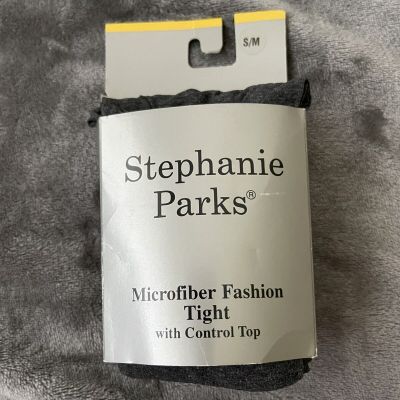 S/M
Stephanie
Parks®
Microfiber Fashion
Tight
with Control Top